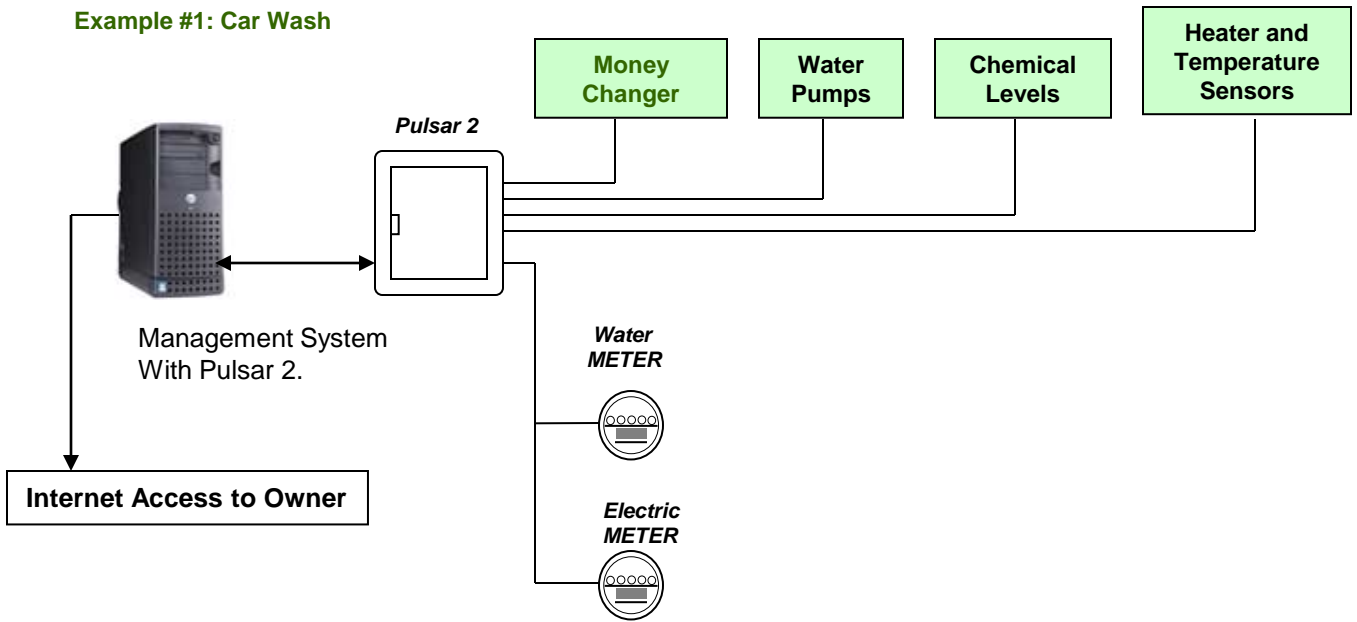 Example #1: Car Wash
Money
Changer
Water
Pumps
Chemical
Levels
Heater and
Temperature
Sensors
Pulsar 2
Management System
With Pulsar 2.
Water
METER
Internet Access to Owner
Electric
METER